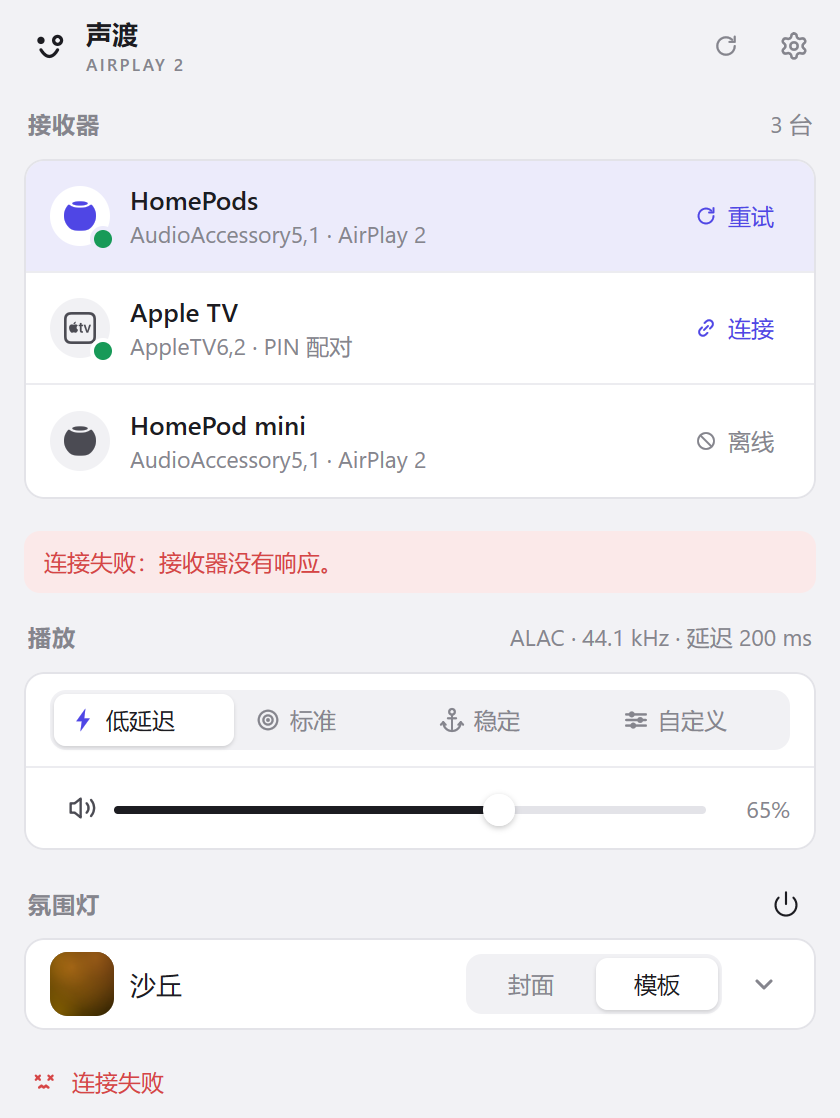 声渡
AIRPLAY 2
接收器
3 台
HomePods
AudioAccessory5,1 · AirPlay 2
重试
tv
Apple TV
AppleTV6,2 · PIN 配对
连接
HomePod mini
AudioAccessory5,1 · AirPlay 2
离线
连接失败：接收器没有响应。
播放
ALAC · 44.1 kHz · 延迟 200 ms
低延迟
标准
稳定
自定义
65%
氛围灯
沙丘
封面
模板
连接失败